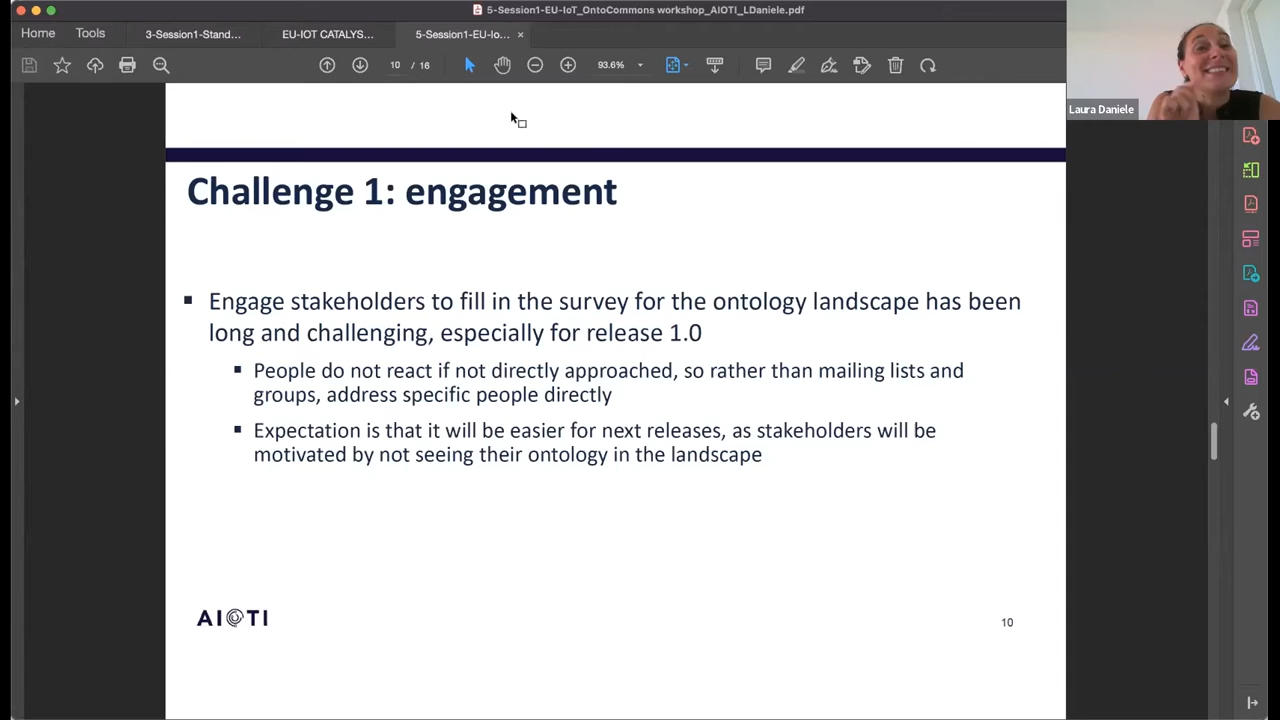 5-Session1-EU-IoT_OntoCommons workshop_AIOTI_LDaniele.pdf
Home
Tools
3-Session1-Stand...
EU-IOT CATALYS...
5-Session1-EU-Io...
10 / 16
93.6%
Laura Daniele
Challenge 1: engagement
▪ Engage stakeholders to fill in the survey for the ontology landscape has been
long and challenging, especially for release 1.0
▪ People do not react if not directly approached, so rather than mailing lists and
groups, address specific people directly
▪ Expectation is that it will be easier for next releases, as stakeholders will be
motivated by not seeing their ontology in the landscape
AIOTI
10